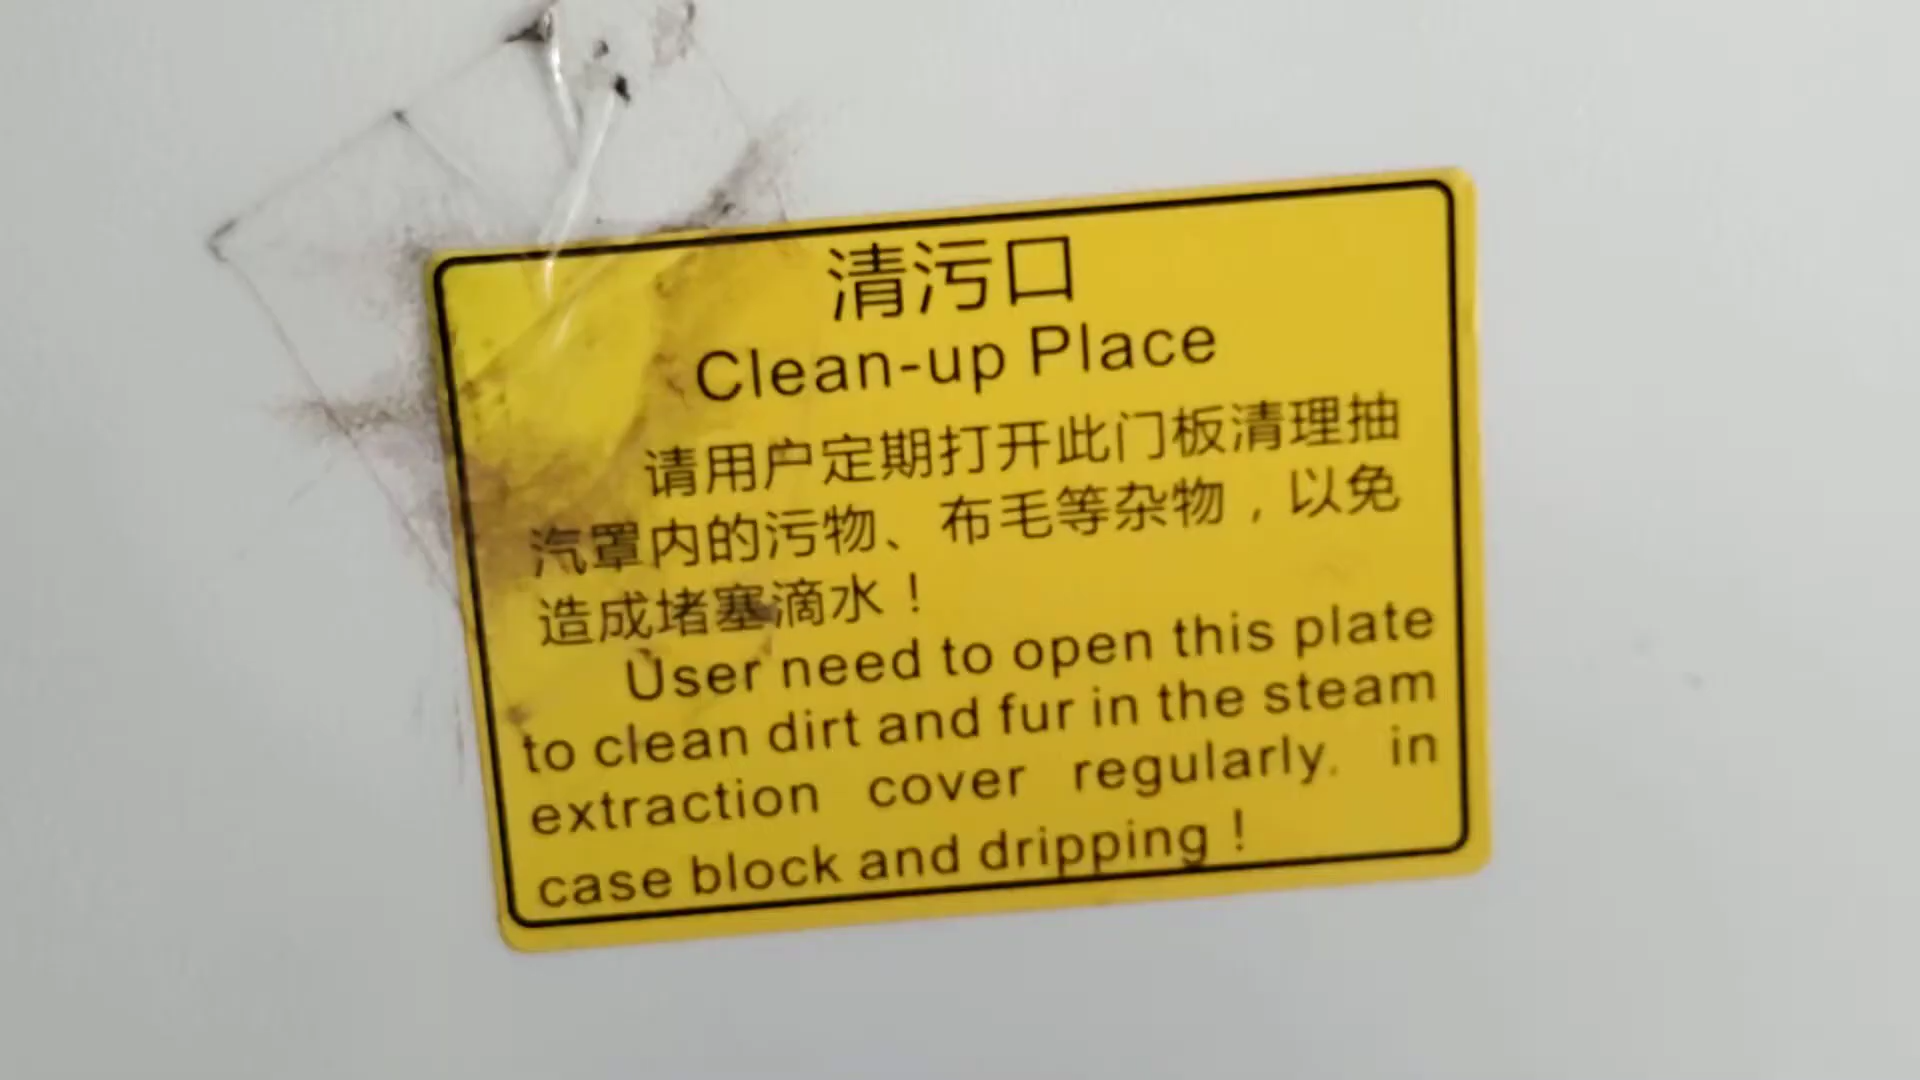 清污口
Clean-up Place
请用户定期打开此门板清理抽
汽罩内的污物、布毛等杂物，以免
造成堵塞滴水！
User need to open this plate
to clean dirt and fur in the steam
extraction cover regularly. in
case block and dripping！